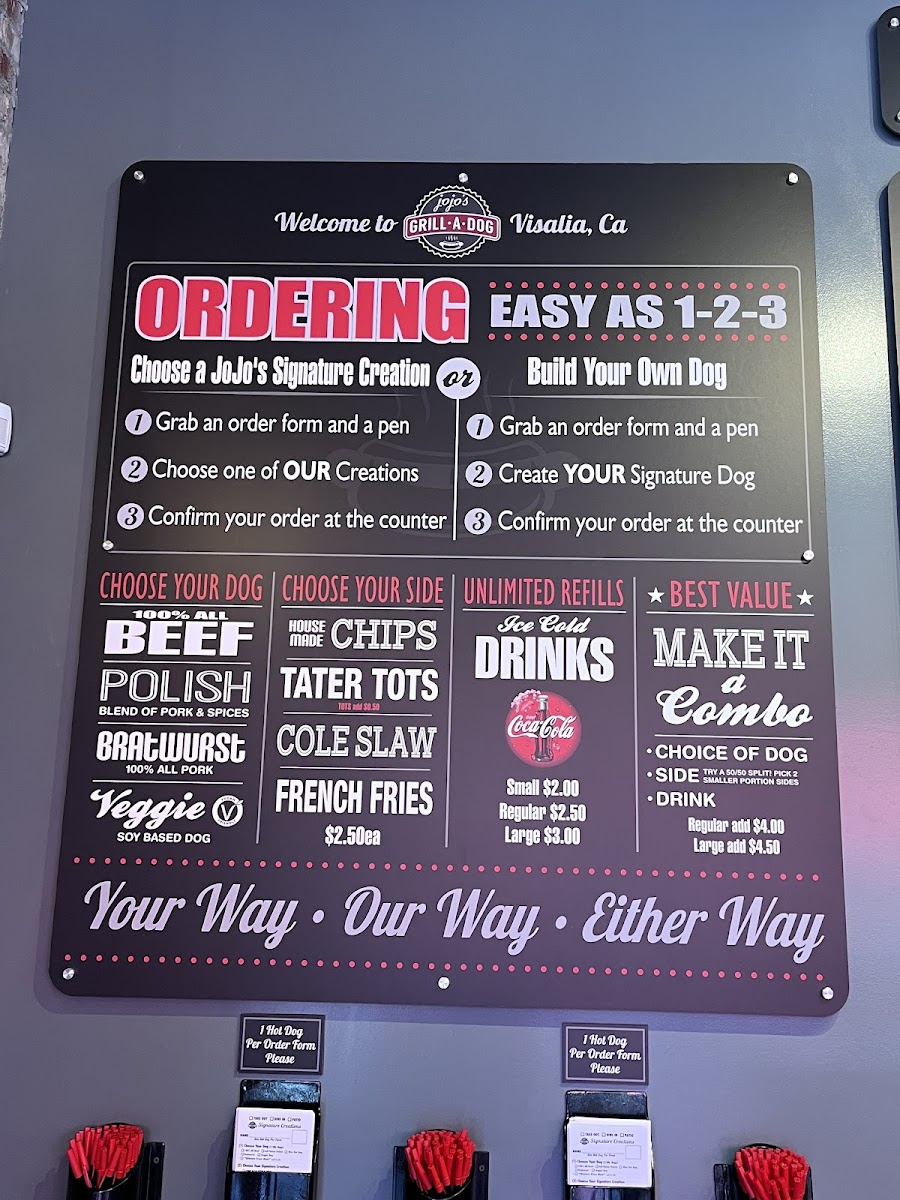 Welcome to jojo's GRILL·A·DOG Visalia, Ca
ORDERING EASY AS 1-2-3
Choose a JoJo's Signature Creation or Build Your Own Dog
1 Grab an order form and a pen
2 Choose one of OUR Creations
3 Confirm your order at the counter
1 Grab an order form and a pen
2 Create YOUR Signature Dog
3 Confirm your order at the counter
CHOOSE YOUR DOG
100% ALL
BEEF
POLISH
BLEND OF PORK & SPICES
BRATWURST
100% ALL PORK
Veggie V
SOY BASED DOG
CHOOSE YOUR SIDE
HOUSE MADE CHIPS
TATER TOTS
TOTS add $0.50
COLE SLAW
FRENCH FRIES
$2.50ea
UNLIMITED REFILLS
Ice Cold
DRINKS
Coca-Cola
Small $2.00
Regular $2.50
Large $3.00
★ BEST VALUE ★
MAKE IT
a
Combo
• CHOICE OF DOG
• SIDE TRY A 50/50 SPLIT! PICK 2
SMALLER PORTION SIDES
• DRINK
Regular add $4.00
Large add $4.50
Your Way • Our Way • Either Way
1 Hot Dog
Per Order Form
Please
1 Hot Dog
Per Order Form
Please
Signature Creations
Signature Creations